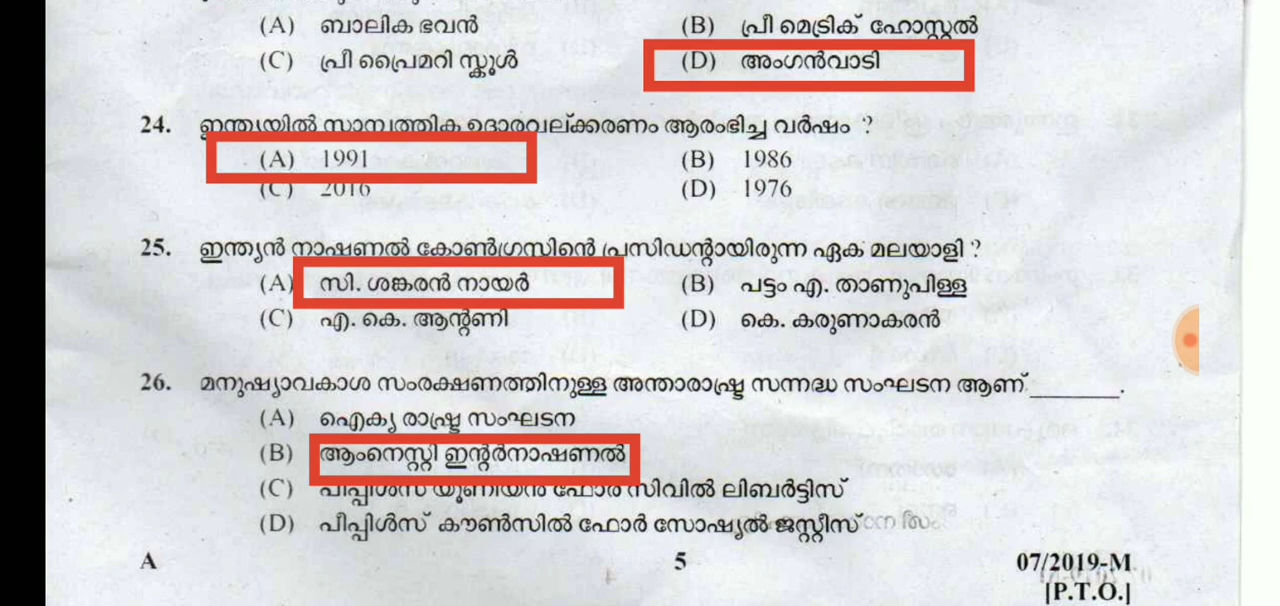 (A) ബാലിക ഭവൻ (B) പ്രീ മെട്രിക് ഹോസ്റ്റൽ
(C) പ്രീ പ്രൈമറി സ്കൂൾ (D) അംഗൻവാടി
24. ഇന്ത്യയിൽ സാമ്പത്തിക ഉദാരവല്ക്കരണം ആരംഭിച്ച വർഷം ?
(A) 1991 (B) 1986
(C) 2016 (D) 1976
25. ഇന്ത്യൻ നാഷണൽ കോൺഗ്രസിന്റെ പ്രസിഡന്റായിരുന്ന ഏക മലയാളി ?
(A) സി. ശങ്കരൻ നായർ (B) പട്ടം എ. താണുപിള്ള
(C) എ. കെ. ആന്റണി (D) കെ. കരുണാകരൻ
26. മനുഷ്യാവകാശ സംരക്ഷണത്തിനുള്ള അന്താരാഷ്ട്ര സന്നദ്ധ സംഘടന ആണ് ________.
(A) ഐക്യ രാഷ്ട്ര സംഘടന
(B) ആംനെസ്റ്റി ഇന്റർനാഷണൽ
(C) പീപ്പിൾസ് യൂണിയൻ ഫോർ സിവിൽ ലിബർട്ടിസ്
(D) പീപ്പിൾസ് കൗൺസിൽ ഫോർ സോഷ്യൽ ജസ്റ്റീസ്
A 5 07/2019-M
[P.T.O.]